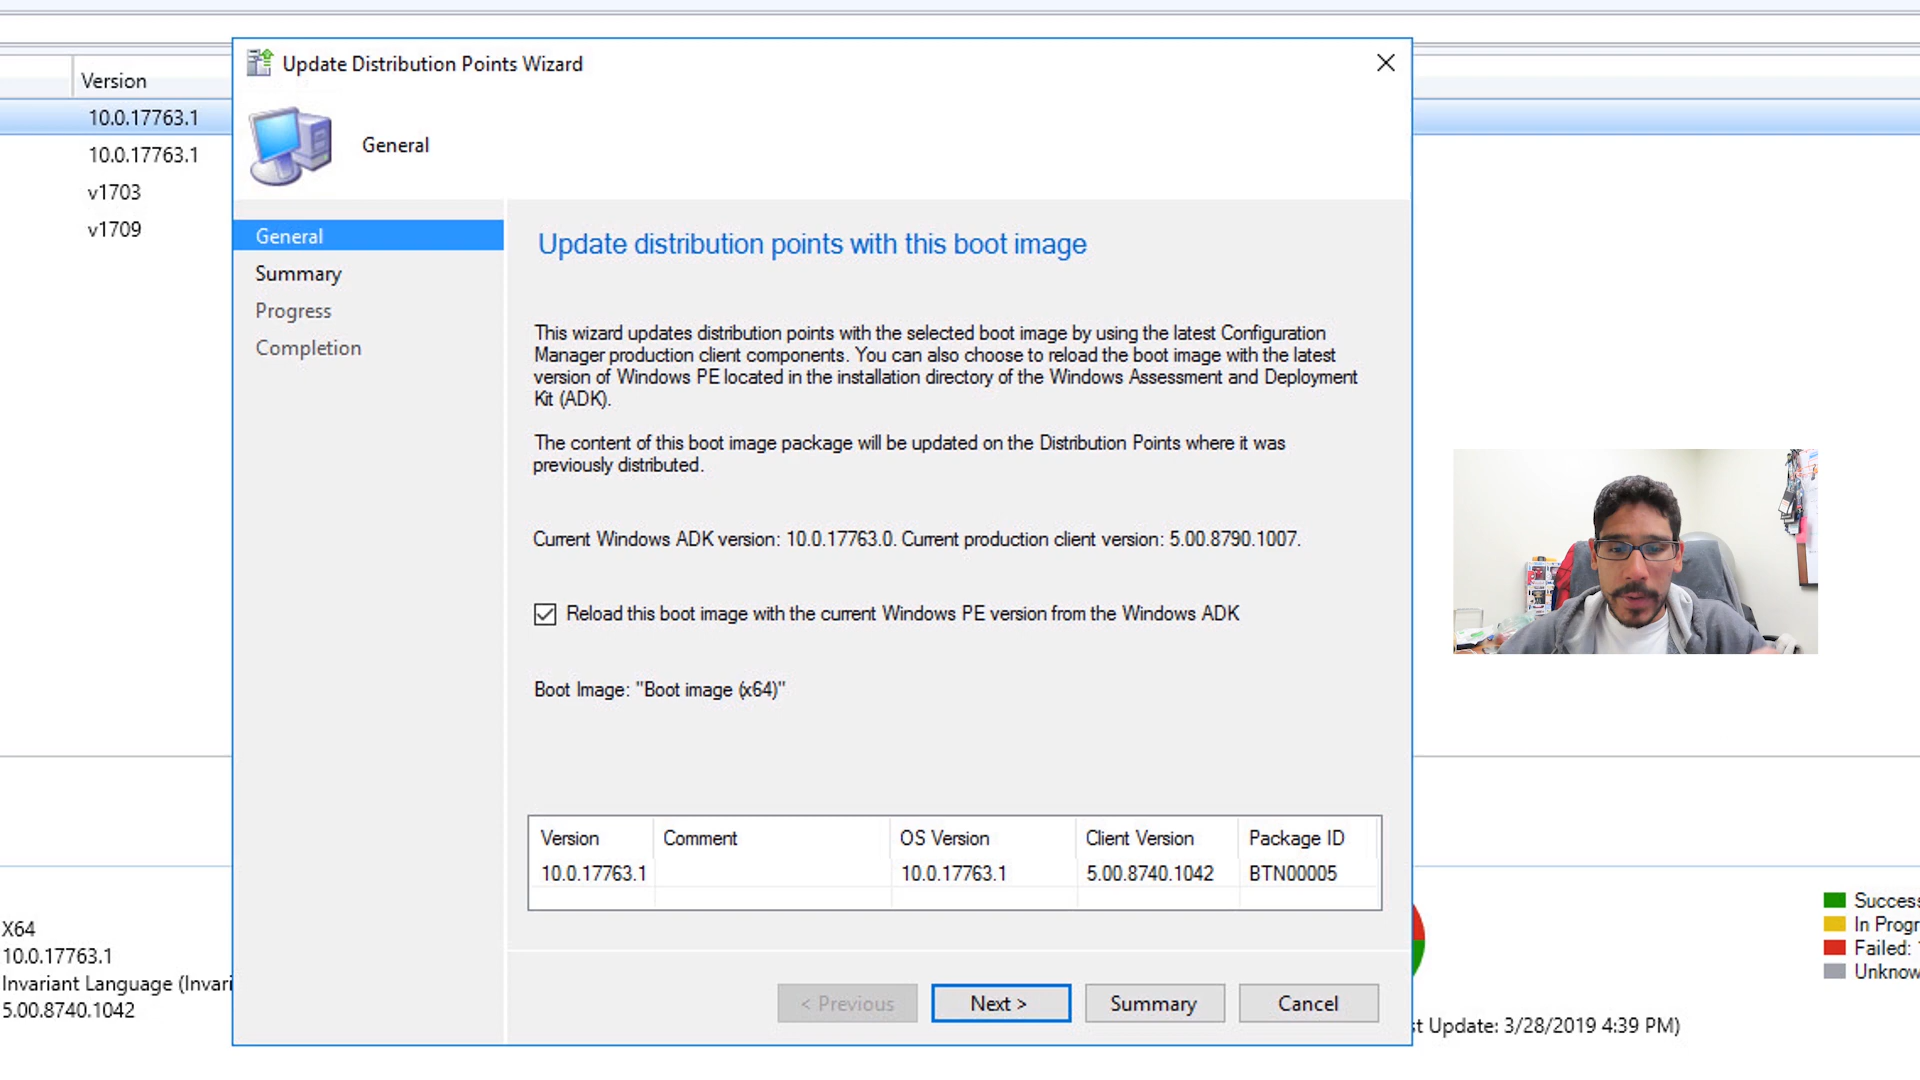 Update Distribution Points Wizard
Version
10.0.17763.1
10.0.17763.1
v1703
v1709
General
General
Summary
Progress
Completion
Update distribution points with this boot image
This wizard updates distribution points with the selected boot image by using the latest Configuration
Manager production client components. You can also choose to reload the boot image with the latest
version of Windows PE located in the installation directory of the Windows Assessment and Deployment
Kit (ADK).
The content of this boot image package will be updated on the Distribution Points where it was
previously distributed.
Current Windows ADK version: 10.0.17763.0. Current production client version: 5.00.8790.1007.
Reload this boot image with the current Windows PE version from the Windows ADK
Boot Image: "Boot image (x64)"
Version Comment OS Version Client Version Package ID
10.0.17763.1 10.0.17763.1 5.00.8740.1042 BTN00005
< Previous Next > Summary Cancel
X64
10.0.17763.1
Invariant Language (Invari
5.00.8740.1042
Success
In Progr
Failed:
Unknow
st Update: 3/28/2019 4:39 PM)